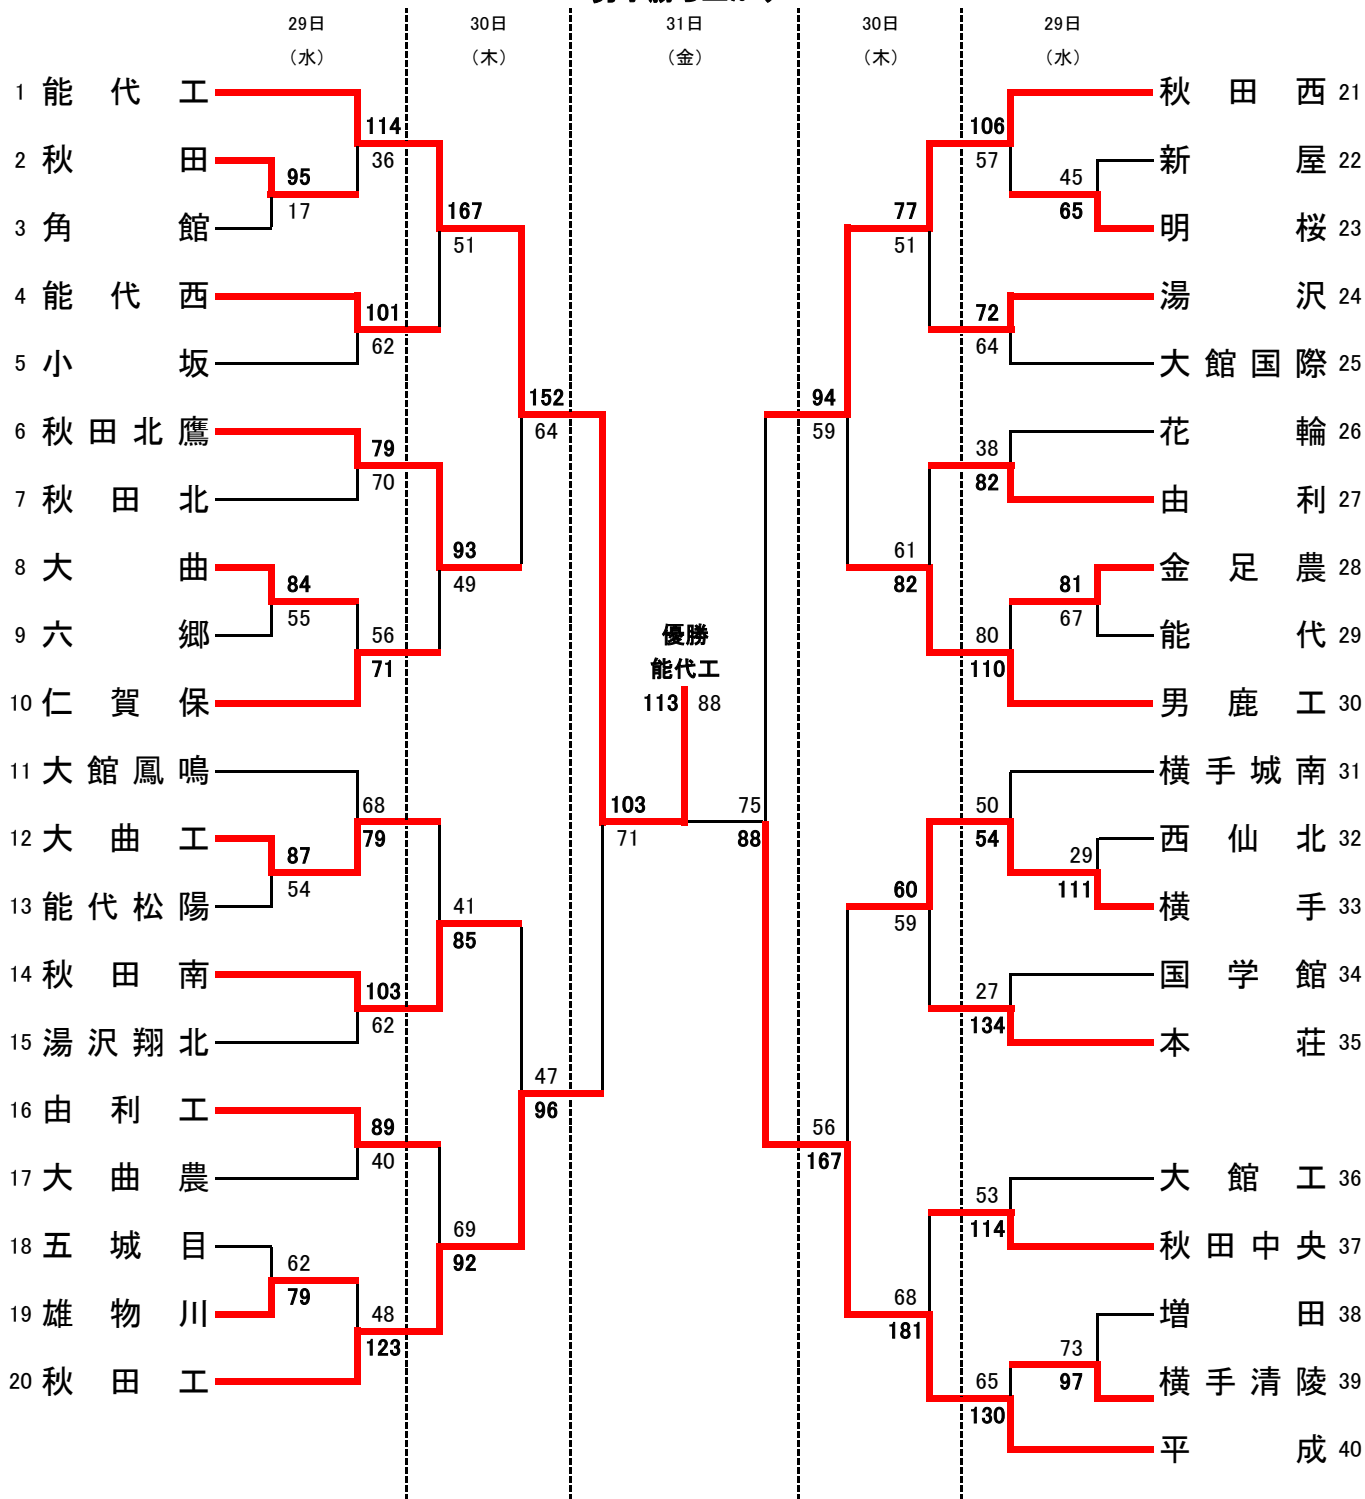 29日 30日 31日 30日 29日
（水） （木） （金） （木） （水）
1 能代工
2 秋田
3 角館
4 能代西
5 小坂
6 秋田北鷹
7 秋田北
8 大曲
9 六郷
10 仁賀保
11 大館鳳鳴
12 大曲工
13 能代松陽
14 秋田南
15 湯沢翔北
16 由利工
17 大曲農
18 五城目
19 雄物川
20 秋田工
95
17
84
55
87
54
62
79
114
36
101
62
79
70
56
71
68
79
103
62
89
40
48
123
167
51
93
49
41
85
69
92
152
64
47
96
103
71
優勝
能代工
113 88
75
88
94
59
56
167
77
51
61
82
60
59
68
181
106
57
72
64
38
82
80
110
50
54
27
134
53
114
65
130
45
65
81
67
29
111
73
97
秋田西 21
新屋 22
明桜 23
湯沢 24
大館国際 25
花輪 26
由利 27
金足農 28
能代 29
男鹿工 30
横手城南 31
西仙北 32
横手 33
国学館 34
本荘 35
大館工 36
秋田中央 37
増田 38
横手清陵 39
平成 40